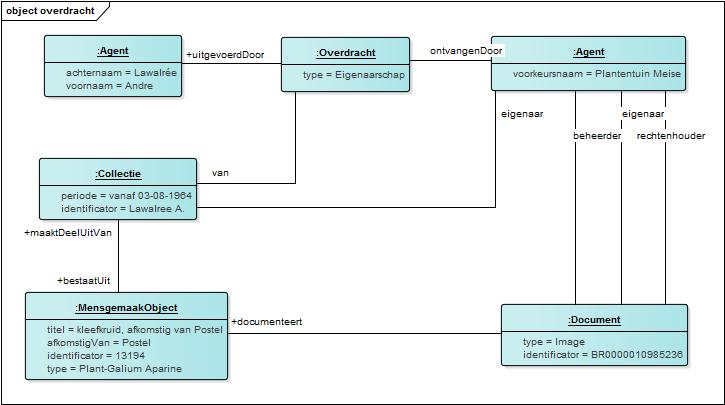 object overdracht
:Agent
achternaam = Lawalrée
voornaam = Andre
+uitgevoerdDoor
:Overdracht
type = Eigenaarschap
ontvangenDoor
:Agent
voorkeursnaam = Plantentuin Meise
eigenaar
eigenaar
beheerder
rechtenhouder
van
:Collectie
periode = vanaf 03-08-1964
identificator = Lawalree A.
+maaktDeelUitVan
+bestaatUit
:MensgemaakObject
titel = kleefkruid, afkomstig van Postel
afkomstigVan = Postel
identificator = 13194
type = Plant-Galium Aparine
+documenteert
:Document
type = Image
identificator = BR0000010985236